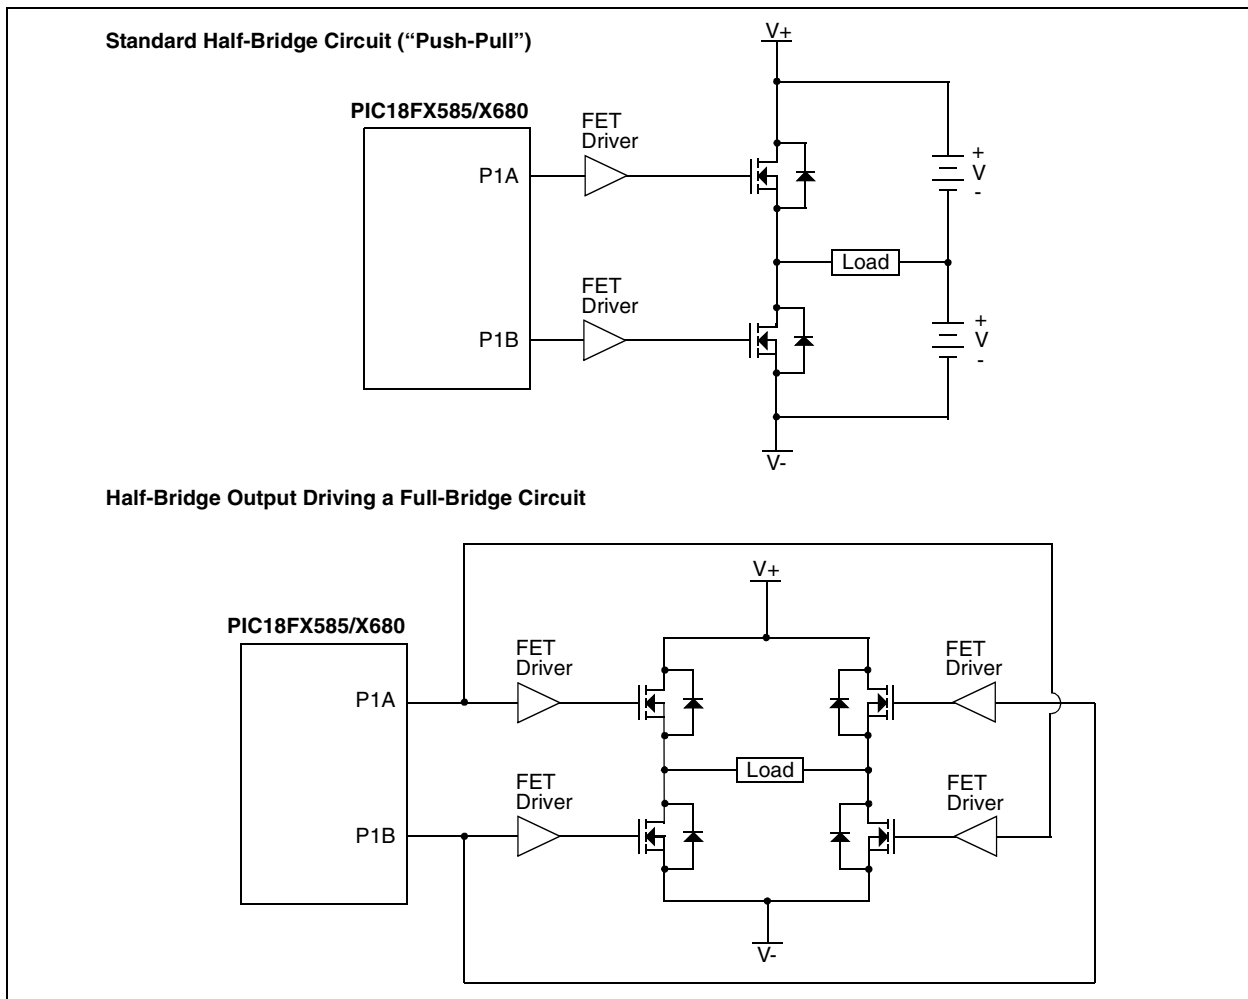 Standard Half-Bridge Circuit (“Push-Pull”)
V+
PIC18FX585/X680
FET
Driver
P1A
+
V
-
Load
FET
Driver
P1B
+
V
-
V-
Half-Bridge Output Driving a Full-Bridge Circuit
V+
PIC18FX585/X680
FET
Driver
FET
Driver
P1A
Load
FET
Driver
FET
Driver
P1B
V-